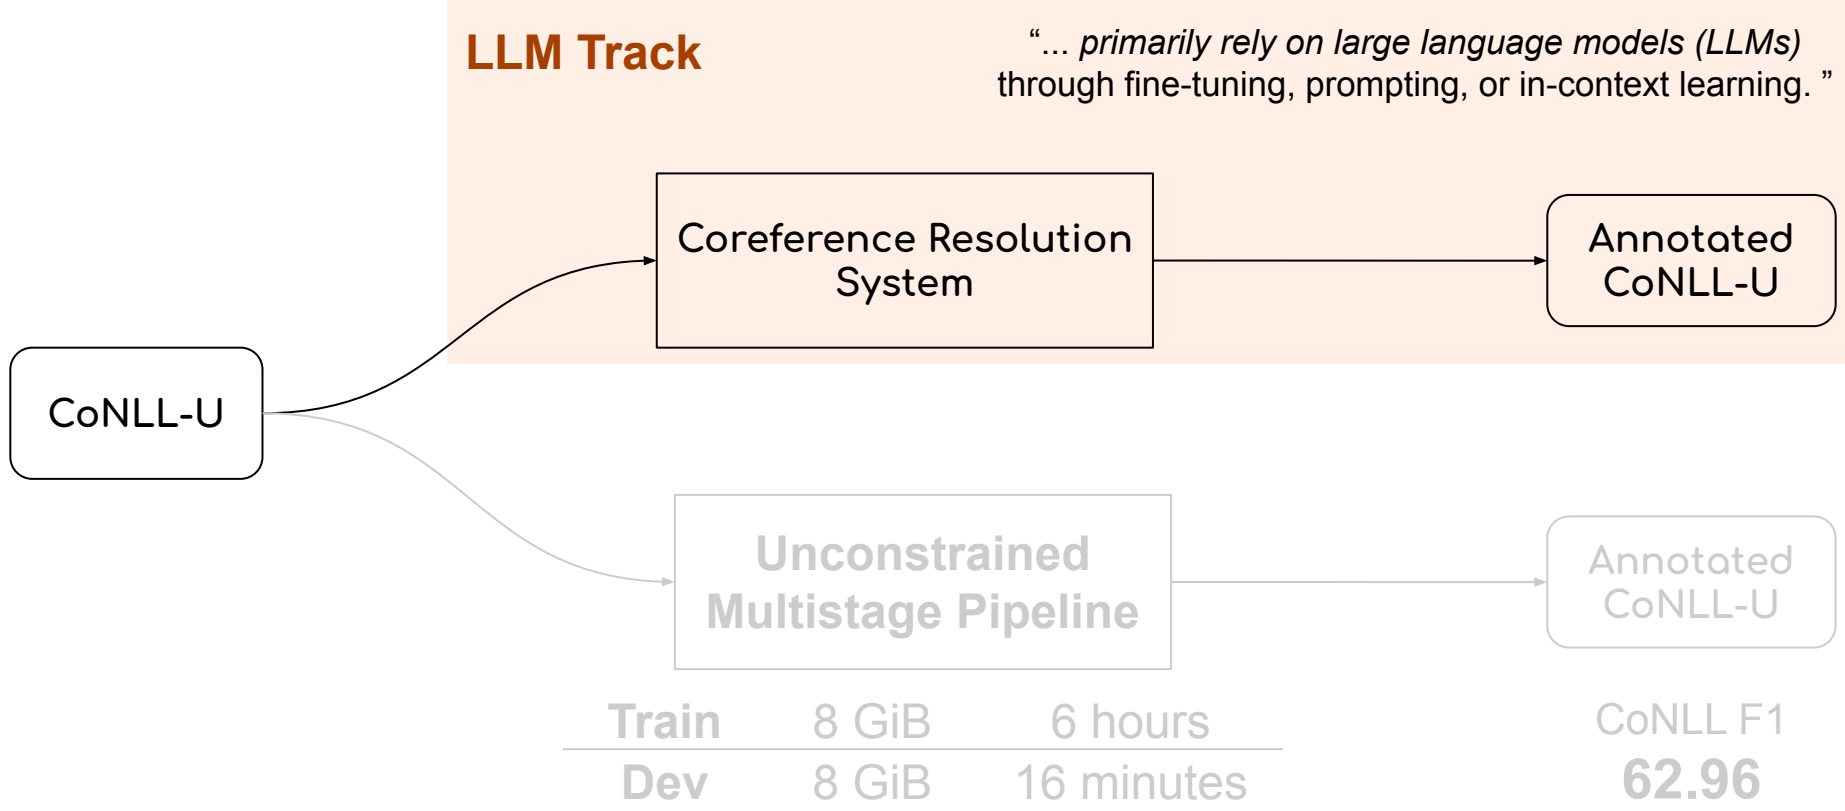 LLM Track
“... primarily rely on large language models (LLMs)
through fine-tuning, prompting, or in-context learning. ”
Coreference Resolution
System
Annotated
CoNLL-U
CoNLL-U
Unconstrained
Multistage Pipeline
Annotated
CoNLL-U
Train 8 GiB 6 hours
Dev 8 GiB 16 minutes
CoNLL F1
62.96